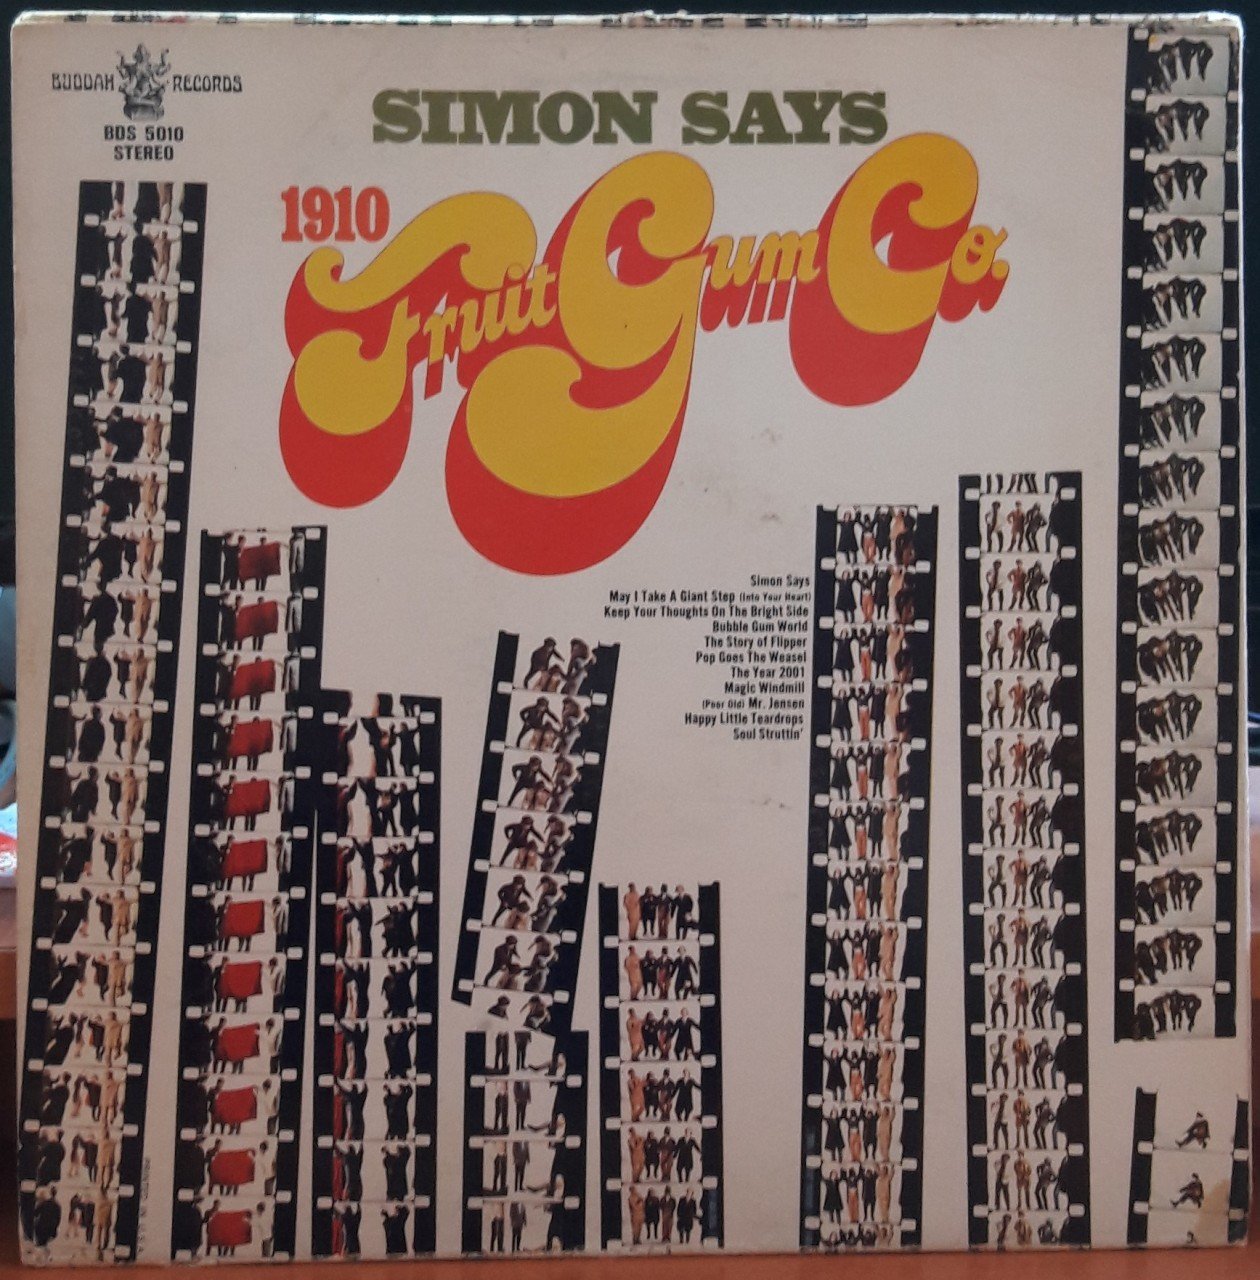 BUDDAH RECORDS
BDS 5010
STEREO
SIMON SAYS
1910
Fruit Gum Co.
Simon Says
May I Take A Giant Step (Into Your Heart)
Keep Your Thoughts On The Bright Side
Bubble Gum World
The Story of Flipper
Pop Goes The Weasel
The Year 2001
Magic Windmill
(Poor Old) Mr. Jensen
Happy Little Teardrops
Soul Struttin'
PRINTED IN U.S.A.